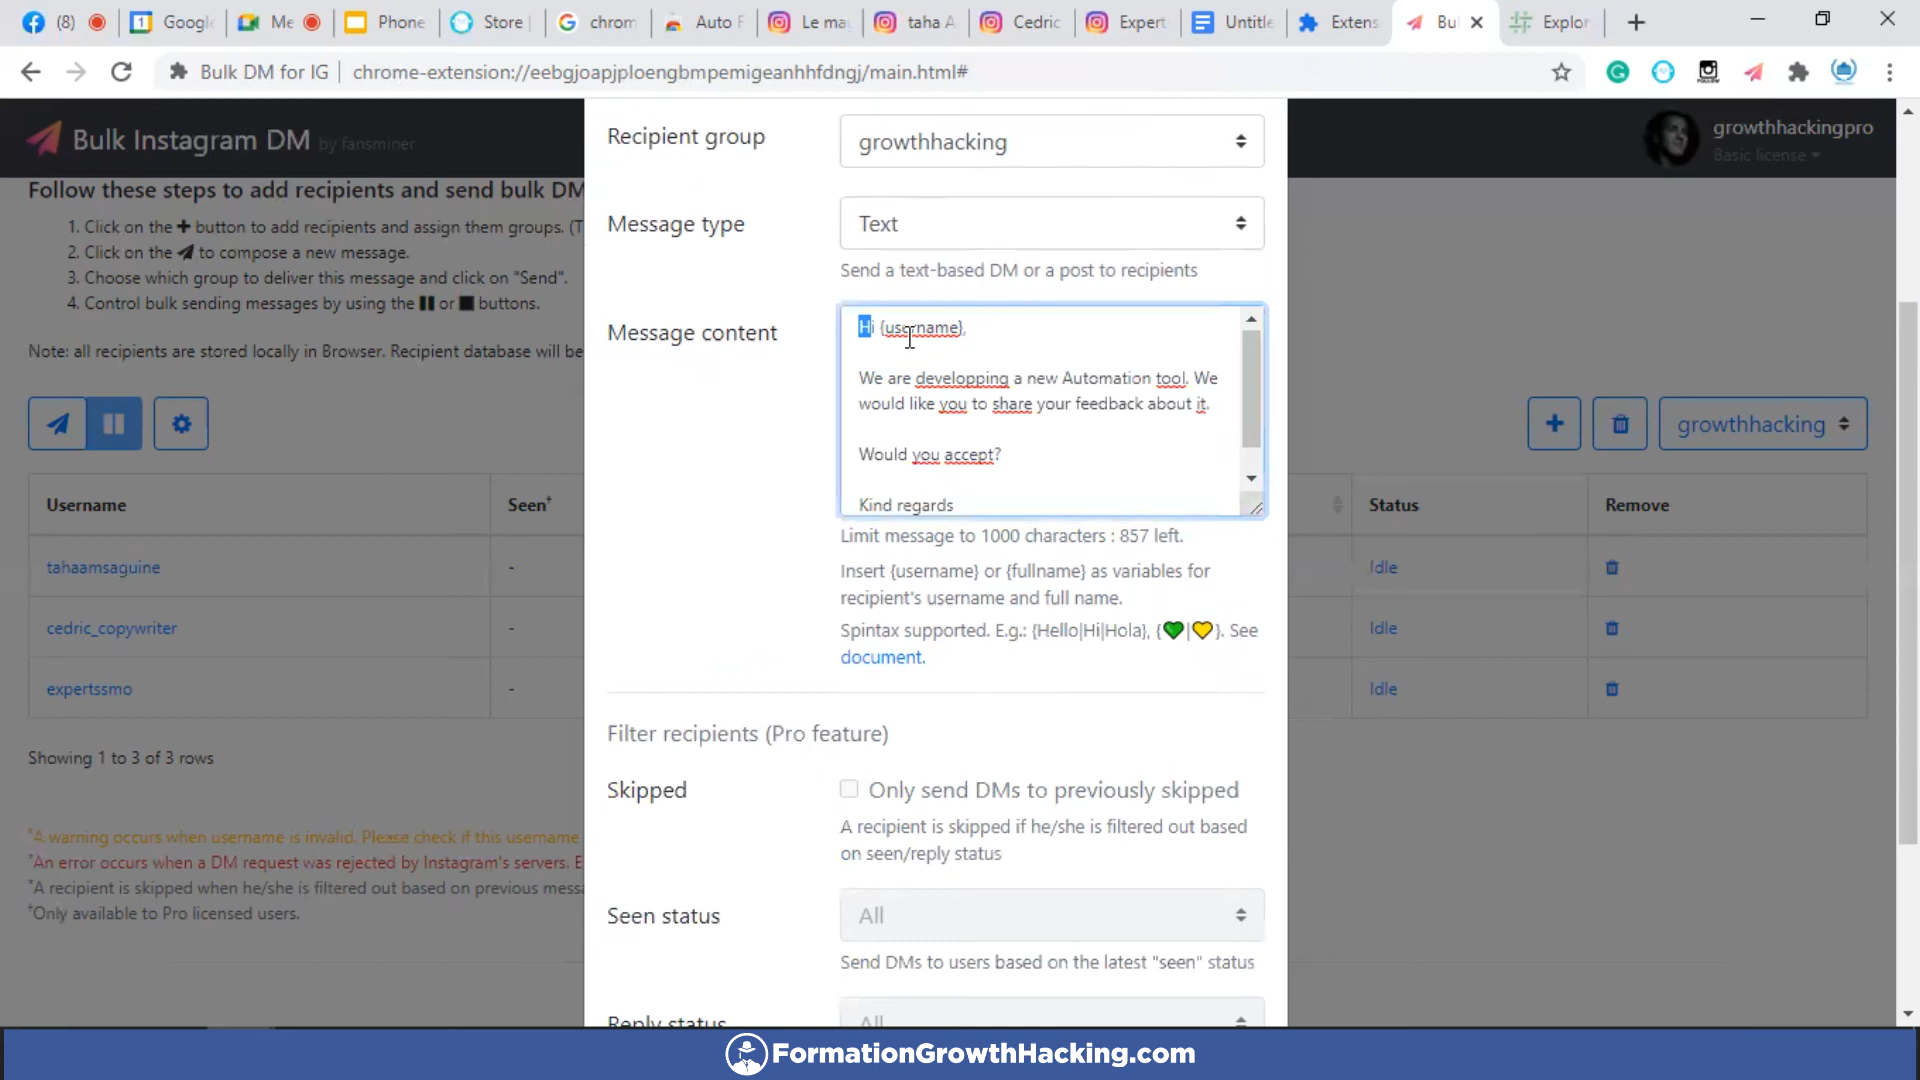 (8)
Google
Me
Phone
Store
chrom
Auto F
Le ma
taha A
Cedric
Expert
Untitle
Extens
Bul
Explor
Bulk DM for IG
chrome-extension://eebgjoapjploengbmpemigeanhhfdngj/main.html#
Bulk Instagram DM by fansminer
growthhackingpro
Basic license
Follow these steps to add recipients and send bulk DM
1. Click on the + button to add recipients and assign them groups. (T
2. Click on the to compose a new message.
3. Choose which group to deliver this message and click on "Send".
4. Control bulk sending messages by using the or buttons.
Note: all recipients are stored locally in Browser. Recipient database will be
growthhacking
Username
Seen†
Status
Remove
tahaamsaguine
-
Idle
cedric_copywriter
-
Idle
expertssmo
-
Idle
Showing 1 to 3 of 3 rows
*A warning occurs when username is invalid. Please check if this username
*An error occurs when a DM request was rejected by Instagram's servers. E
*A recipient is skipped when he/she is filtered out based on previous messa
†Only available to Pro licensed users.
Recipient group
growthhacking
Message type
Text
Send a text-based DM or a post to recipients
Message content
Hi {username},
We are developping a new Automation tool. We
would like you to share your feedback about it.
Would you accept?
Kind regards
Limit message to 1000 characters : 857 left.
Insert {username} or {fullname} as variables for
recipient's username and full name.
Spintax supported. E.g.: {Hello|Hi|Hola}, {💚|💛}. See
document.
Filter recipients (Pro feature)
Skipped
Only send DMs to previously skipped
A recipient is skipped if he/she is filtered out based
on seen/reply status
Seen status
All
Send DMs to users based on the latest "seen" status
Reply status
All
FormationGrowthHacking.com